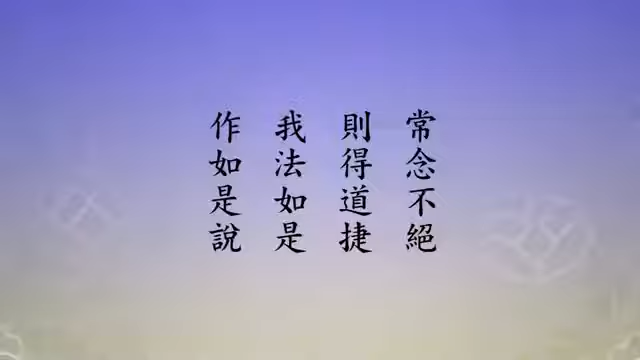 常念不絕
則得道捷
我法如是
作如是說